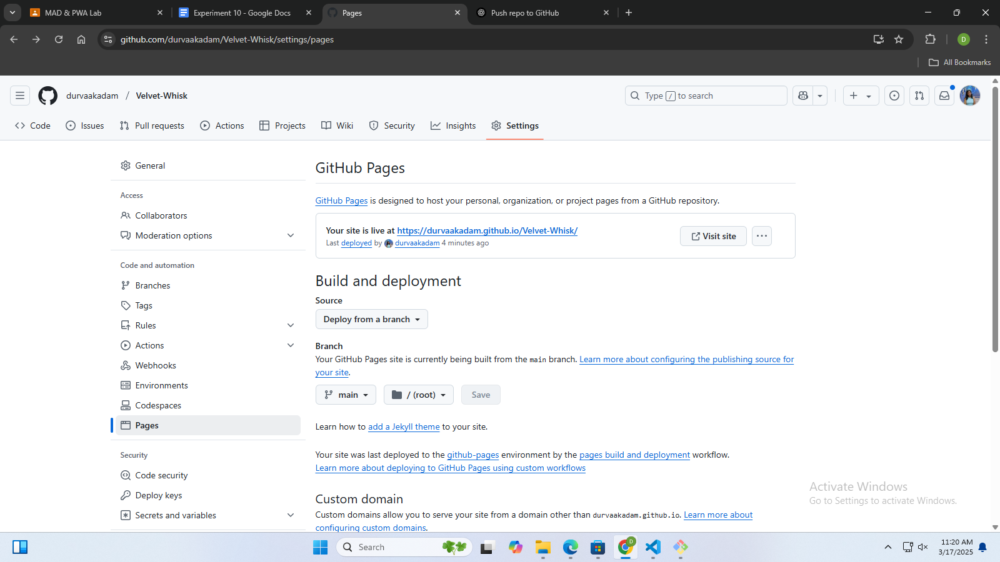 MAD & PWA Lab
Experiment 10 - Google Docs
Pages
Push repo to GitHub
github.com/durvaakadam/Velvet-Whisk/settings/pages
D
All Bookmarks
durvaakadam / Velvet-Whisk
Type / to search
Code
Issues
Pull requests
Actions
Projects
Wiki
Security
Insights
Settings
General
Access
Collaborators
Moderation options
Code and automation
Branches
Tags
Rules
Actions
Webhooks
Environments
Codespaces
Pages
Security
Code security
Deploy keys
Secrets and variables
GitHub Pages
GitHub Pages is designed to host your personal, organization, or project pages from a GitHub repository.
Your site is live at https://durvaakadam.github.io/Velvet-Whisk/
Last deployed by durvaakadam 4 minutes ago
Visit site
Build and deployment
Source
Deploy from a branch
Branch
Your GitHub Pages site is currently being built from the main branch. Learn more about configuring the publishing source for
your site.
main
/ (root)
Save
Learn how to add a Jekyll theme to your site.
Your site was last deployed to the github-pages environment by the pages build and deployment workflow.
Learn more about deploying to GitHub Pages using custom workflows
Custom domain
Custom domains allow you to serve your site from a domain other than durvaakadam.github.io. Learn more about
configuring custom domains.
Activate Windows
Go to Settings to activate Windows.
Search
D
11:20 AM
3/17/2025